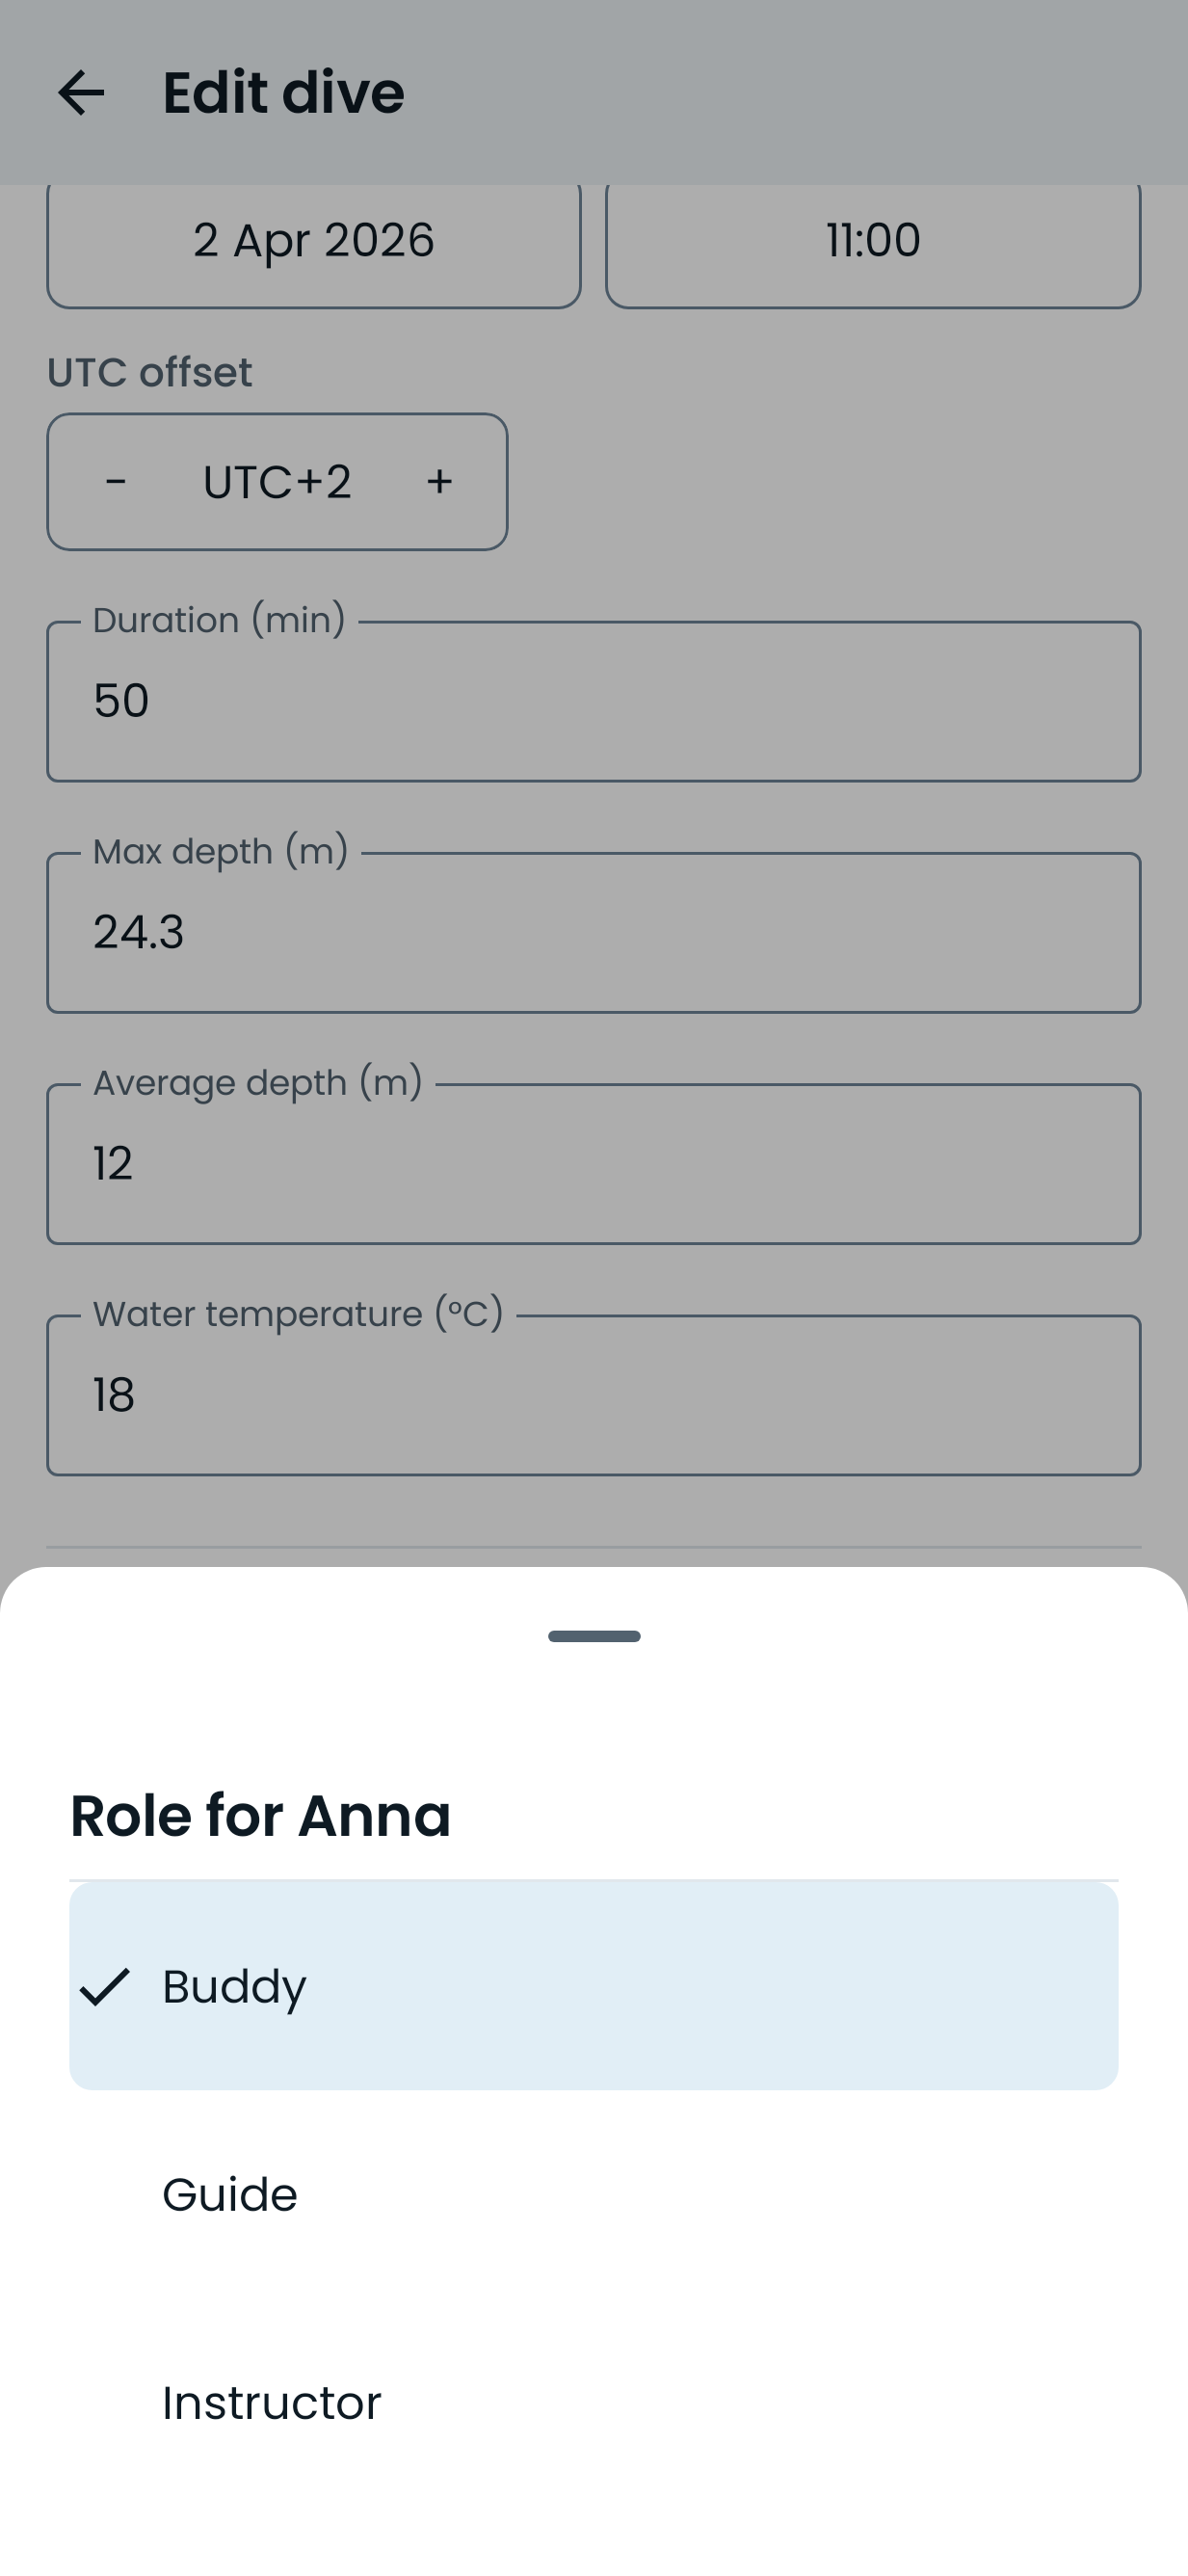 Edit dive
2 Apr 2026 11:00
UTC offset
- UTC+2 +
Duration (min)
50
Max depth (m)
24.3
Average depth (m)
12
Water temperature (°C)
18
Role for Anna
Buddy
Guide
Instructor